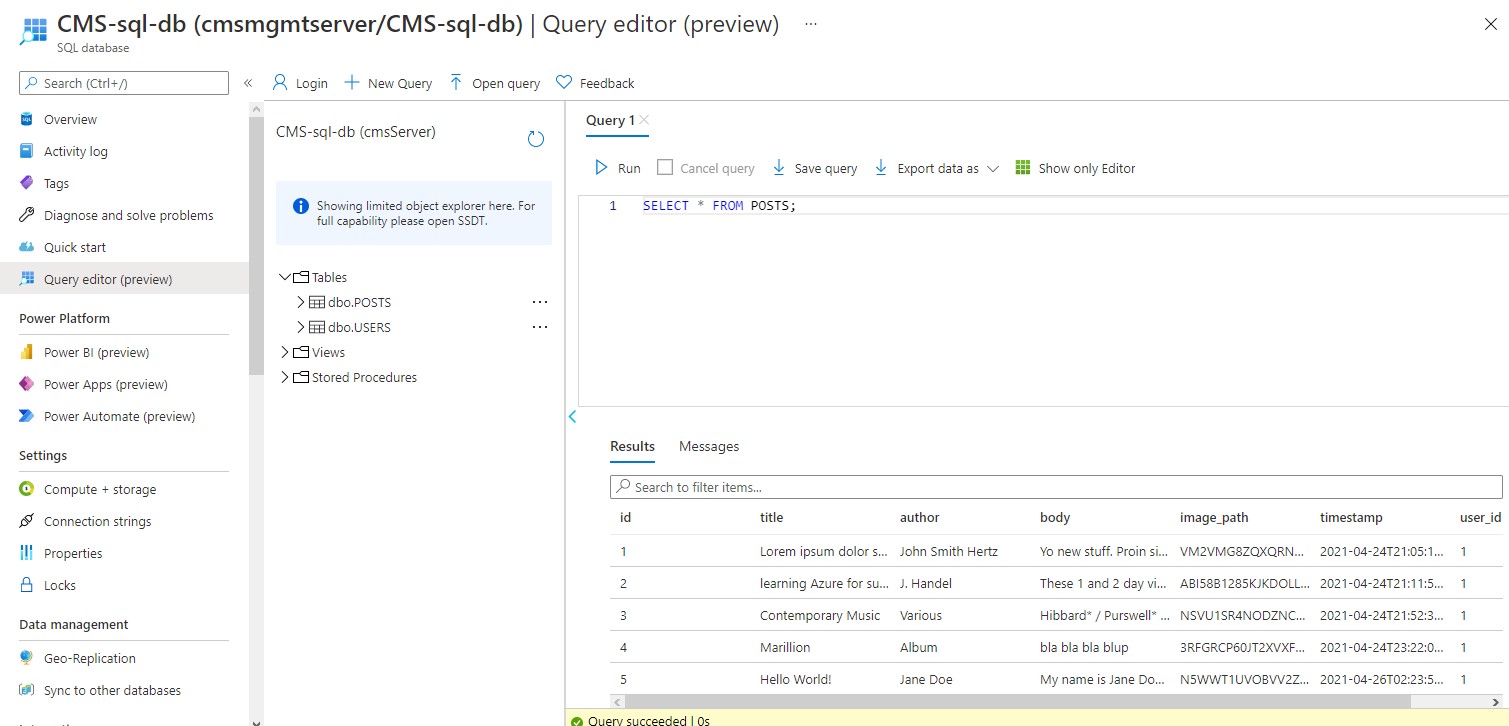 CMS-sql-db (cmsmgmtserver/CMS-sql-db) | Query editor (preview) ...
SQL database
Search (Ctrl+/)
Overview
Activity log
Tags
Diagnose and solve problems
Quick start
Query editor (preview)
Power Platform
Power BI (preview)
Power Apps (preview)
Power Automate (preview)
Settings
Compute + storage
Connection strings
Properties
Locks
Data management
Geo-Replication
Sync to other databases
Login New Query Open query Feedback
CMS-sql-db (cmsServer)
Showing limited object explorer here. For
full capability please open SSDT.
Tables
dbo.POSTS ...
dbo.USERS ...
Views
Stored Procedures
Query 1
Run Cancel query Save query Export data as Show only Editor
1 SELECT * FROM POSTS;
Results Messages
Search to filter items...
id title author body image_path timestamp user_id
1 Lorem ipsum dolor s... John Smith Hertz Yo new stuff. Proin si... VM2VMG8ZQXQRN... 2021-04-24T21:05:1... 1
2 learning Azure for su... J. Handel These 1 and 2 day vi... ABI58B1285KJKDOLL... 2021-04-24T21:11:5... 1
3 Contemporary Music Various Hibbard* / Purswell* ... NSVU1SR4NODZNC... 2021-04-24T21:52:3... 1
4 Marillion Album bla bla bla blup 3RFGRCP60JT2XVXF... 2021-04-24T23:22:0... 1
5 Hello World! Jane Doe My name is Jane Do... N5WWT1UVOBVV2Z... 2021-04-26T02:23:5... 1
Query succeeded | 0s